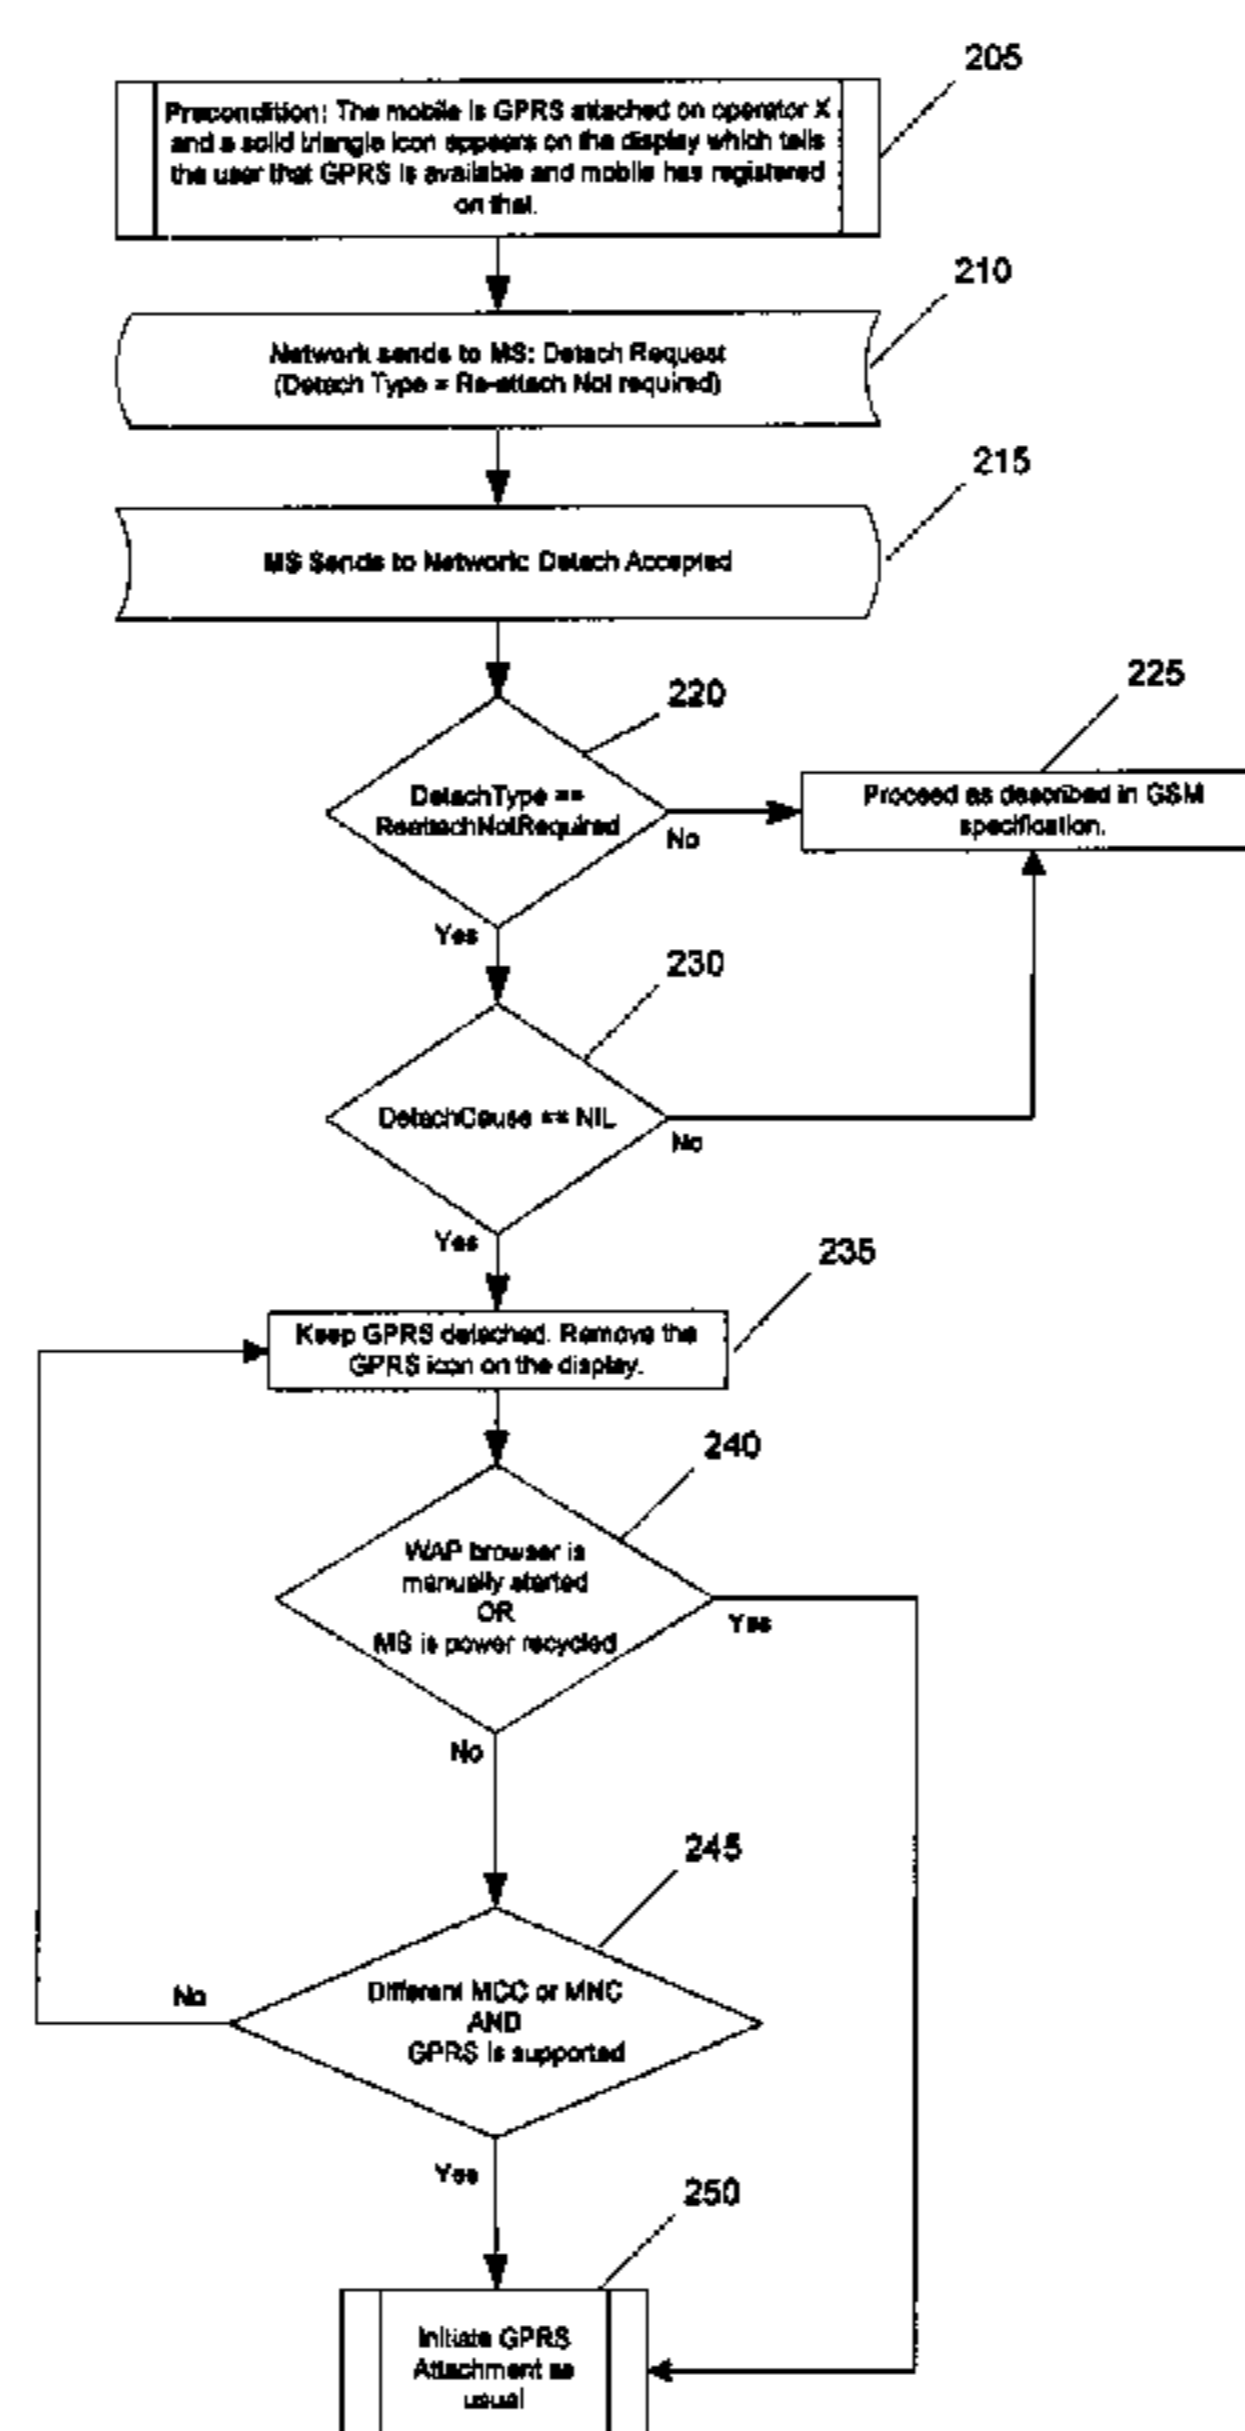 205
Precondition: The mobile is GPRS attached on operator X
and a solid triangle icon appears on the display which tells
the user that GPRS is available and mobile has registered
on that.
210
Network sends to MS: Detach Request
(Detach Type = Re-attach Not required)
215
MS Sends to Network: Detach Accepted
220
225
DetachType ==
ReattachNotRequired
No
Proceed as described in GSM
specification.
Yes
230
DetachCause == NIL
No
Yes
235
Keep GPRS detached. Remove the
GPRS icon on the display.
240
WAP browser is
manually started
OR
MS is power recycled
Yes
No
245
Different MCC or MNC
AND
GPRS is supported
No
Yes
250
Initiate GPRS
Attachment as
usual